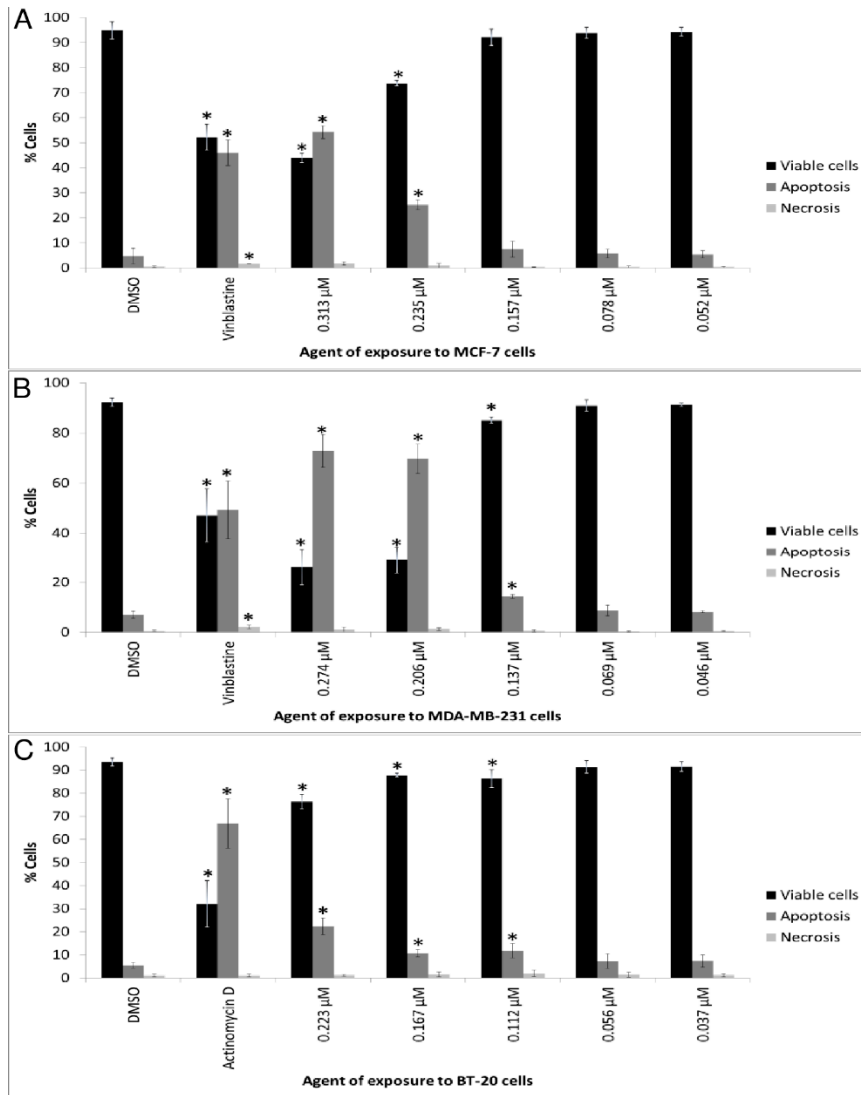 A
100
90
80
70
60
50
40
30
20
10
0
% Cells
* * * * * * *
Viable cells
Apoptosis
Necrosis
DMSO
Vinblastine
0.313 µM
0.235 µM
0.157 µM
0.078 µM
0.052 µM
Agent of exposure to MCF-7 cells
B
100
80
60
40
20
0
% Cells
* * * * * * * * *
Viable cells
Apoptosis
Necrosis
DMSO
Vinblastine
0.274 µM
0.206 µM
0.137 µM
0.069 µM
0.046 µM
Agent of exposure to MDA-MB-231 cells
C
100
90
80
70
60
50
40
30
20
10
0
% Cells
* * * * * * * *
Viable cells
Apoptosis
Necrosis
DMSO
Actinomycin D
0.223 µM
0.167 µM
0.112 µM
0.056 µM
0.037 µM
Agent of exposure to BT-20 cells